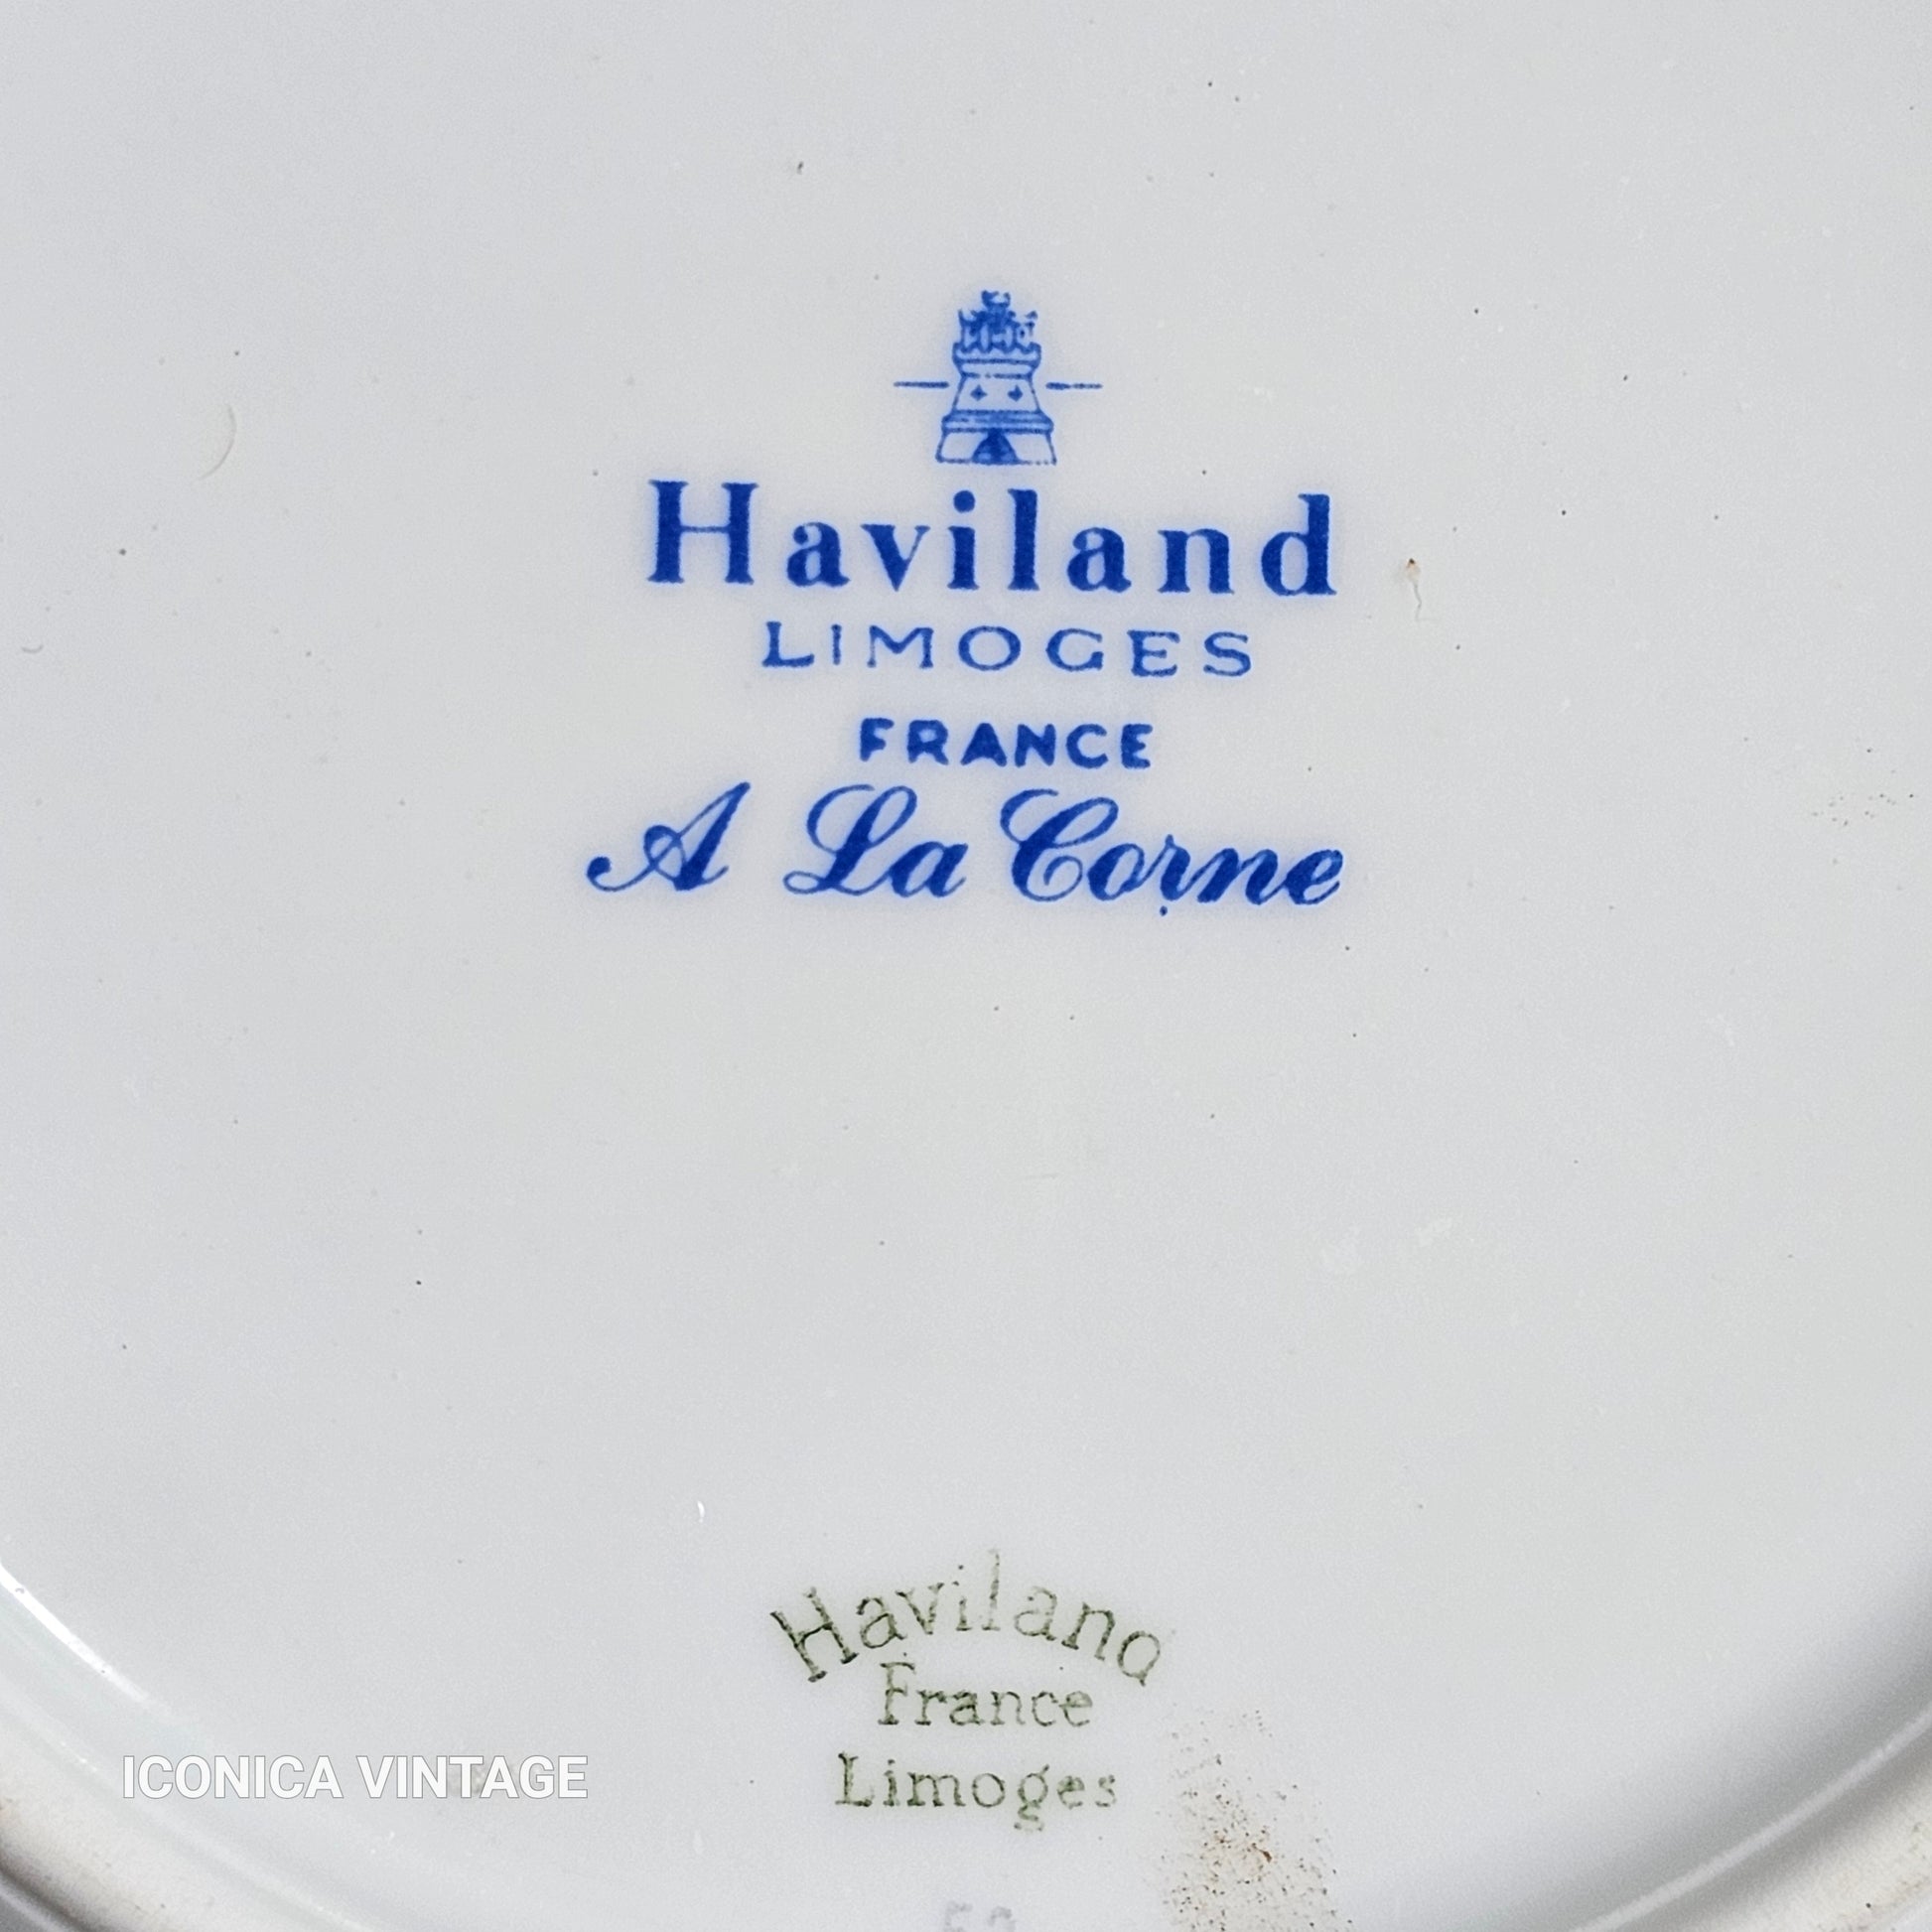 Haviland
LIMOGES
FRANCE
A La Corne
Haviland
France
Limoges
ICONICA VINTAGE